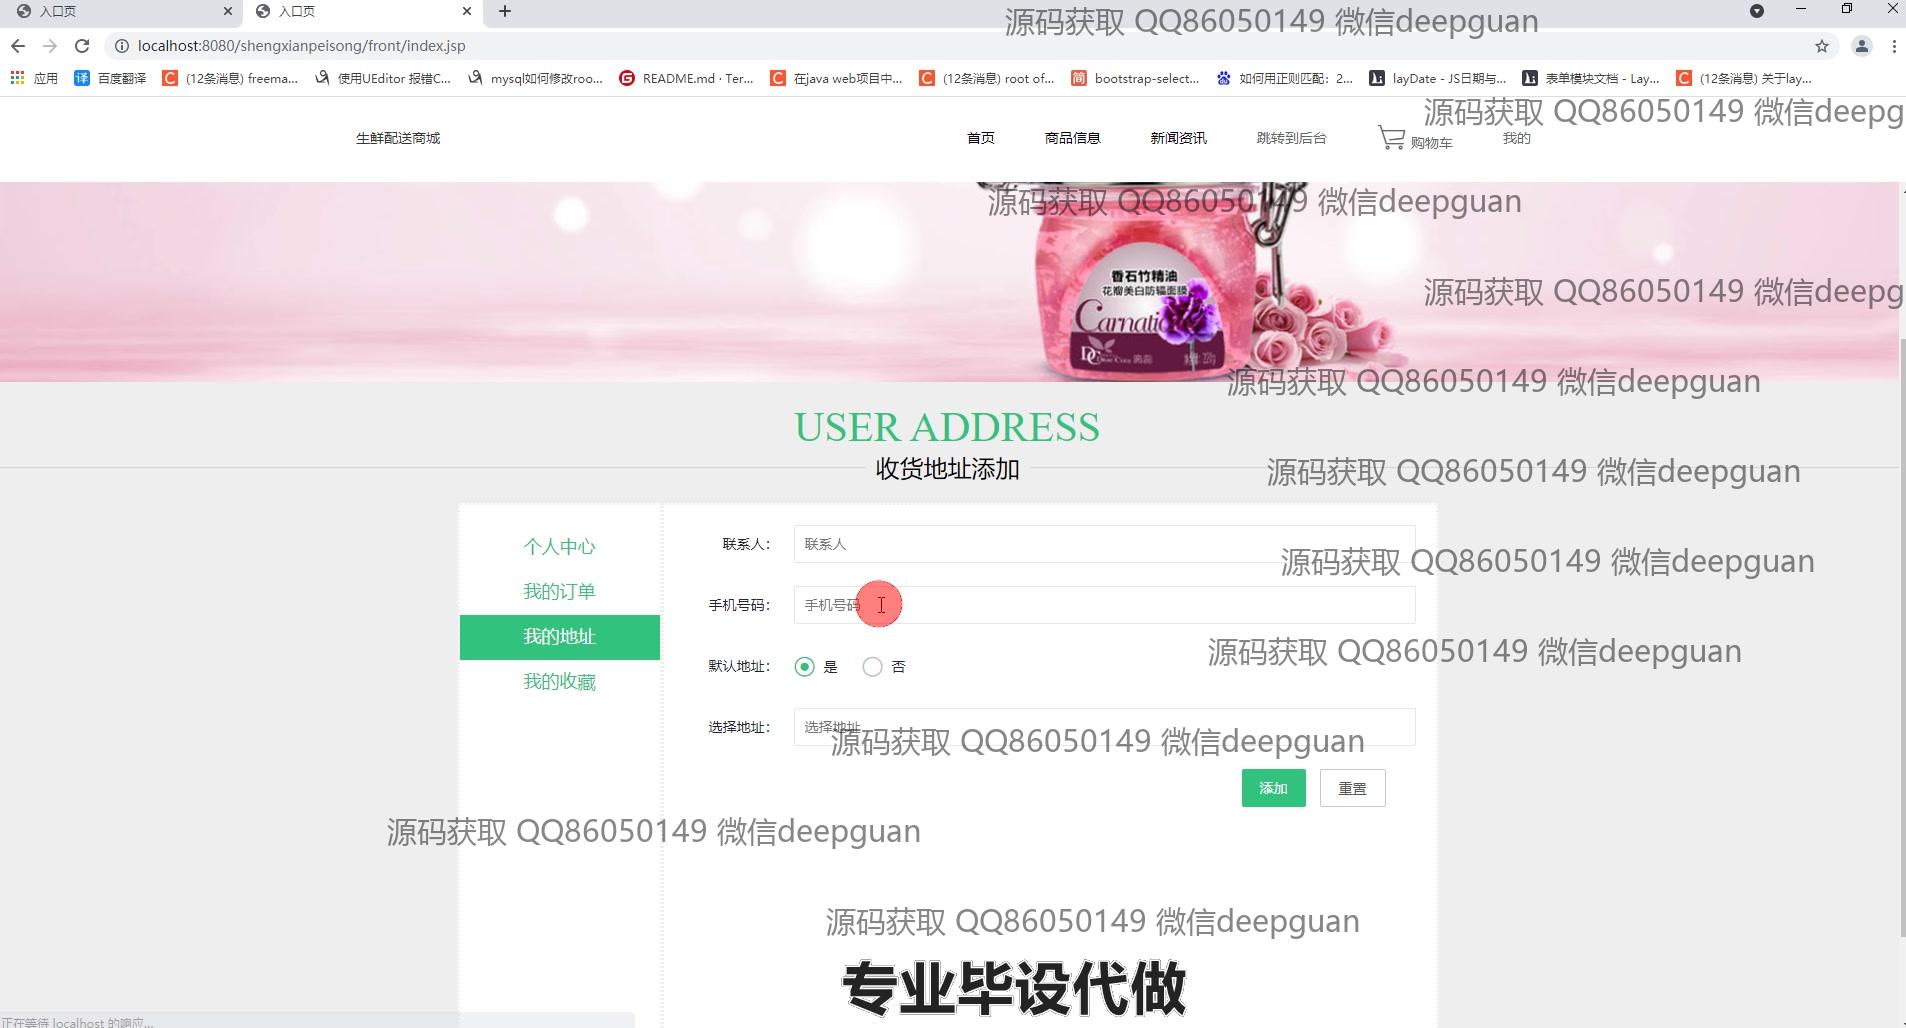 入口页
入口页
源码获取 QQ86050149 微信deepguan
localhost:8080/shengxianpeisong/front/index.jsp
应用
百度翻译
(12条消息) freema...
使用UEditor 报错C...
mysql如何修改roo...
README.md · Ter...
在java web项目中...
(12条消息) root of...
bootstrap-select...
如何用正则匹配：2...
layDate - JS日期与...
表单模块文档 - Lay...
(12条消息) 关于lay...
源码获取 QQ86050149 微信deepg
生鲜配送商城
首页
商品信息
新闻资讯
跳转到后台
购物车
我的
源码获取 QQ86050149 微信deepguan
香石竹精油
花瓣美白防辐面膜
Carnati
源码获取 QQ86050149 微信deepg
源码获取 QQ86050149 微信deepguan
USER ADDRESS
收货地址添加
源码获取 QQ86050149 微信deepguan
个人中心
我的订单
我的地址
我的收藏
联系人：
联系人
源码获取 QQ86050149 微信deepguan
手机号码：
手机号码
源码获取 QQ86050149 微信deepguan
默认地址：
是
否
选择地址：
选择地址
源码获取 QQ86050149 微信deepguan
添加
重置
源码获取 QQ86050149 微信deepguan
源码获取 QQ86050149 微信deepguan
专业毕设代做
正在等待 localhost 的响应...